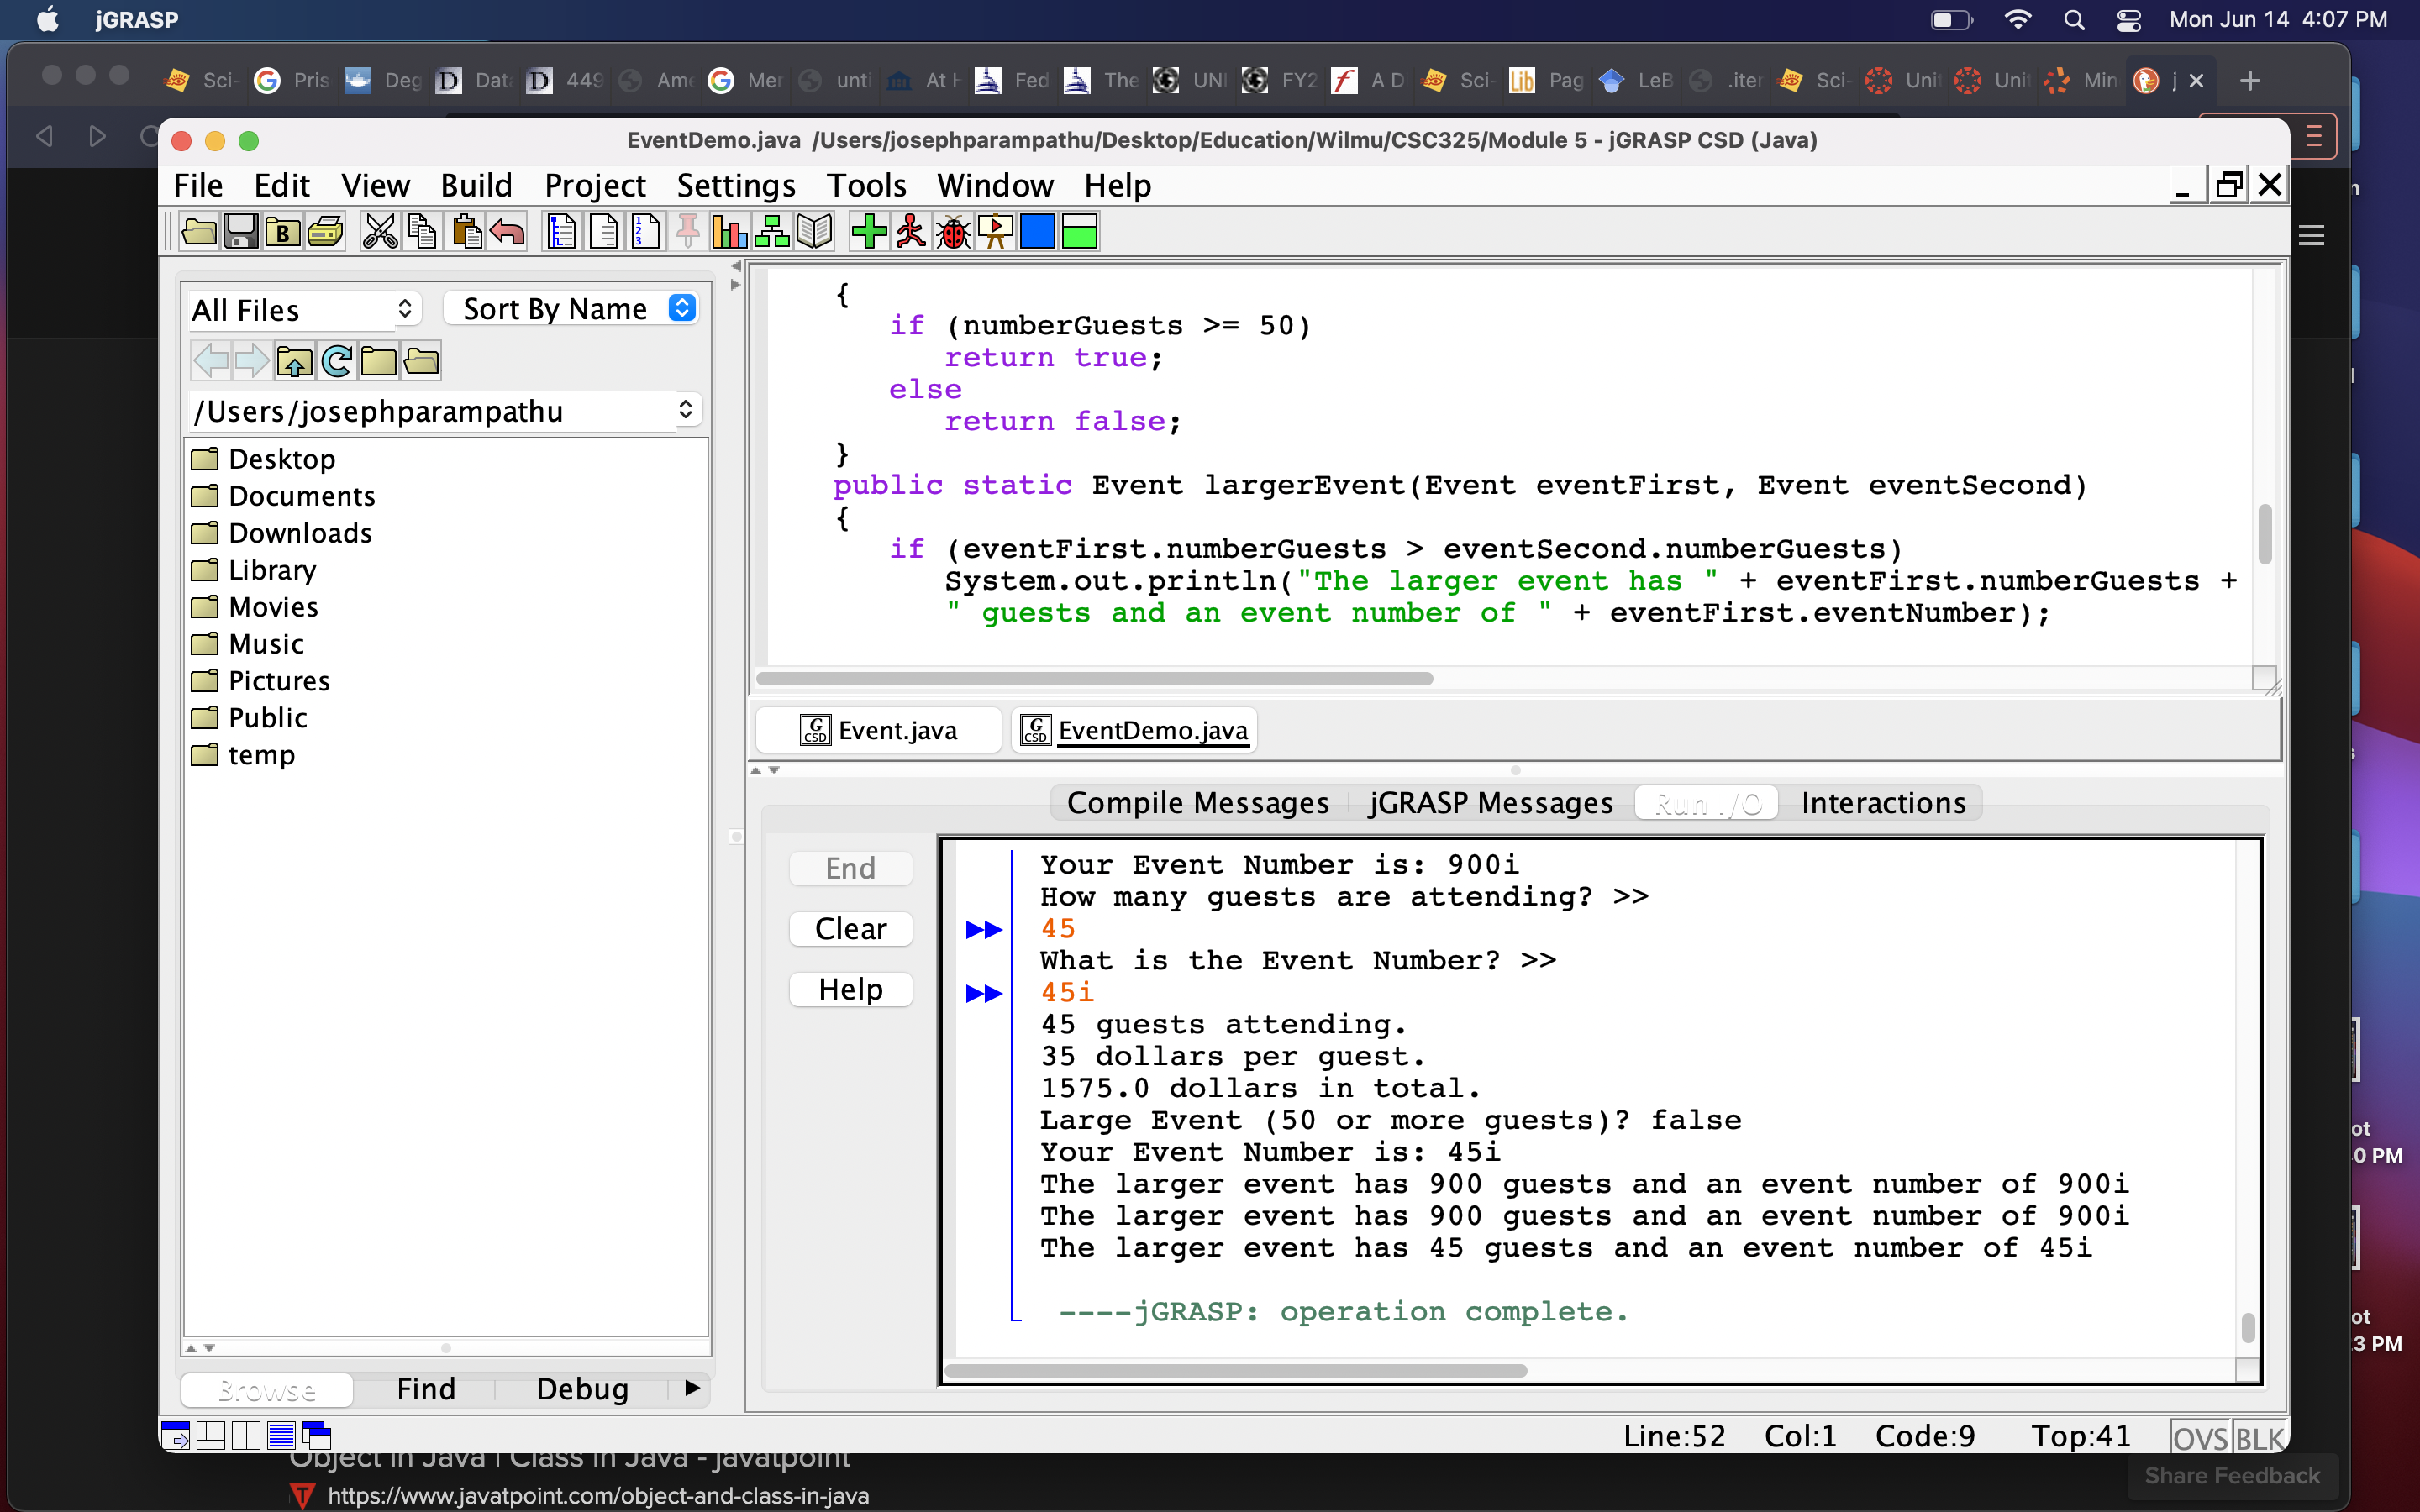 jGRASP
Mon Jun 14 4:07 PM
Sci- Pris Deg Dat 449 Ame Mer unti At H Fed The UNI FY2 A D Sci- Pag LeB .iter Sci- Uni Uni Min j
EventDemo.java /Users/josephparampathu/Desktop/Education/Wilmu/CSC325/Module 5 - jGRASP CSD (Java)
File Edit View Build Project Settings Tools Window Help
All Files
Sort By Name
/Users/josephparampathu
Desktop
Documents
Downloads
Library
Movies
Music
Pictures
Public
temp
Browse Find Debug
{
if (numberGuests >= 50)
return true;
else
return false;
}
public static Event largerEvent(Event eventFirst, Event eventSecond)
{
if (eventFirst.numberGuests > eventSecond.numberGuests)
System.out.println("The larger event has " + eventFirst.numberGuests +
" guests and an event number of " + eventFirst.eventNumber);
Event.java
EventDemo.java
Compile Messages jGRASP Messages Run I/O Interactions
End
Clear
Help
Your Event Number is: 900i
How many guests are attending? >>
45
What is the Event Number? >>
45i
45 guests attending.
35 dollars per guest.
1575.0 dollars in total.
Large Event (50 or more guests)? false
Your Event Number is: 45i
The larger event has 900 guests and an event number of 900i
The larger event has 900 guests and an event number of 900i
The larger event has 45 guests and an event number of 45i
----jGRASP: operation complete.
Line:52 Col:1 Code:9 Top:41 OVS BLK
Object in Java | Class in Java - javatpoint
https://www.javatpoint.com/object-and-class-in-java
Share Feedback
ot
0 PM
ot
3 PM